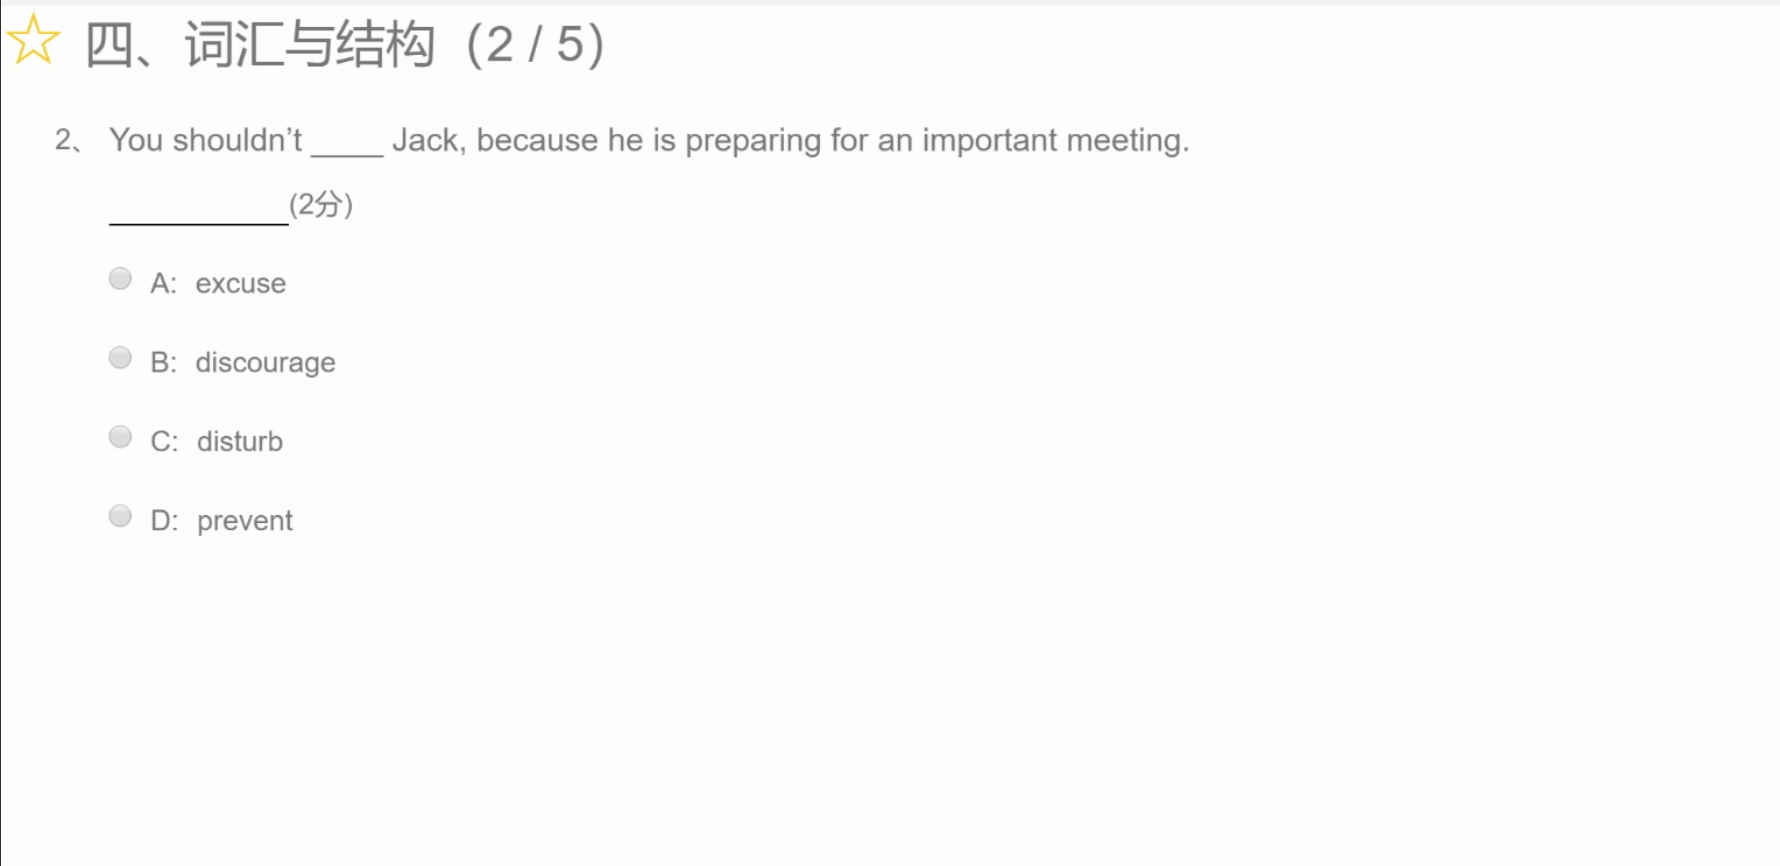 四、词汇与结构（2 / 5）
2、 You shouldn’t ____ Jack, because he is preparing for an important meeting.
__________(2分)
A: excuse
B: discourage
C: disturb
D: prevent